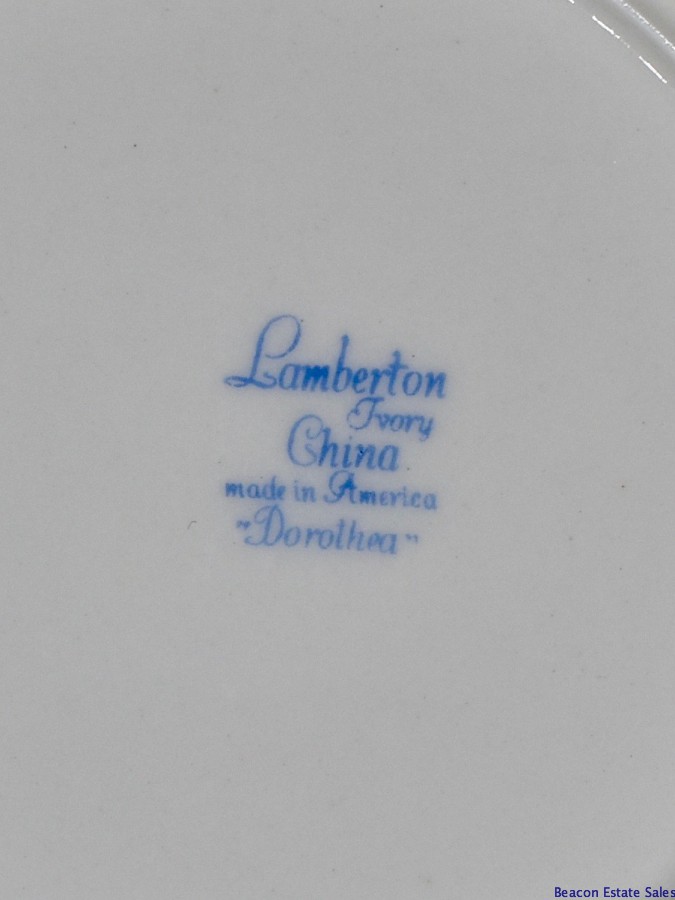 Lamberton
Ivory
China
made in America
"Dorothea"
Beacon Estate Sales